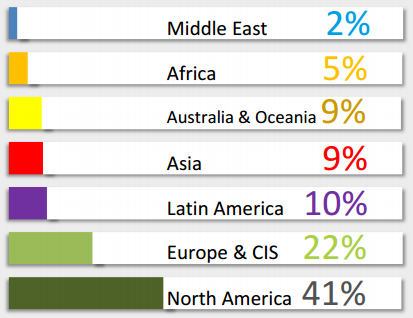 Middle East 2%
Africa 5%
Australia & Oceania 9%
Asia 9%
Latin America 10%
Europe & CIS 22%
North America 41%